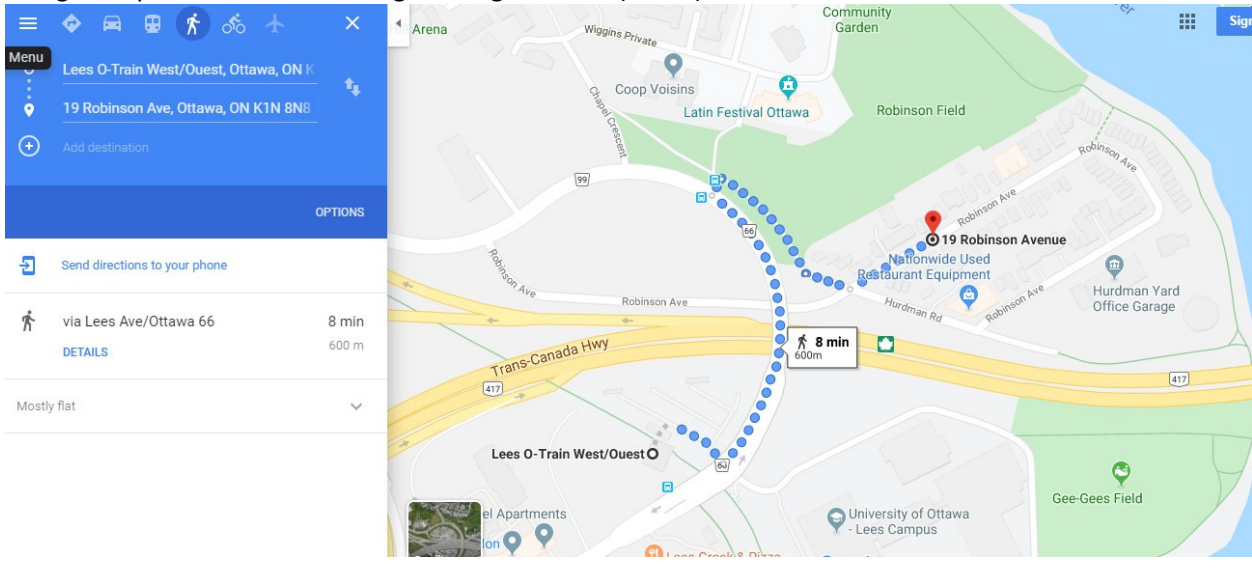 Menu
Lees O-Train West/Ouest, Ottawa, ON K
19 Robinson Ave, Ottawa, ON K1N 8N8
Add destination
OPTIONS
Send directions to your phone
via Lees Ave/Ottawa 66
8 min
DETAILS
600 m
Mostly flat
Sign
Arena
Wiggins Private
Community
Garden
Coop Voisins
Latin Festival Ottawa
Robinson Field
Chapel Crescent
Robinson Ave
99
66
Robinson Ave
19 Robinson Avenue
Nationwide Used
Restaurant Equipment
Hurdman Yard
Office Garage
Robinson Ave
Robinson Ave
Hurdman Rd
Robinson Ave
Trans-Canada Hwy
8 min
600m
417
417
Lees O-Train West/Ouest
Gee-Gees Field
el Apartments
University of Ottawa
- Lees Campus